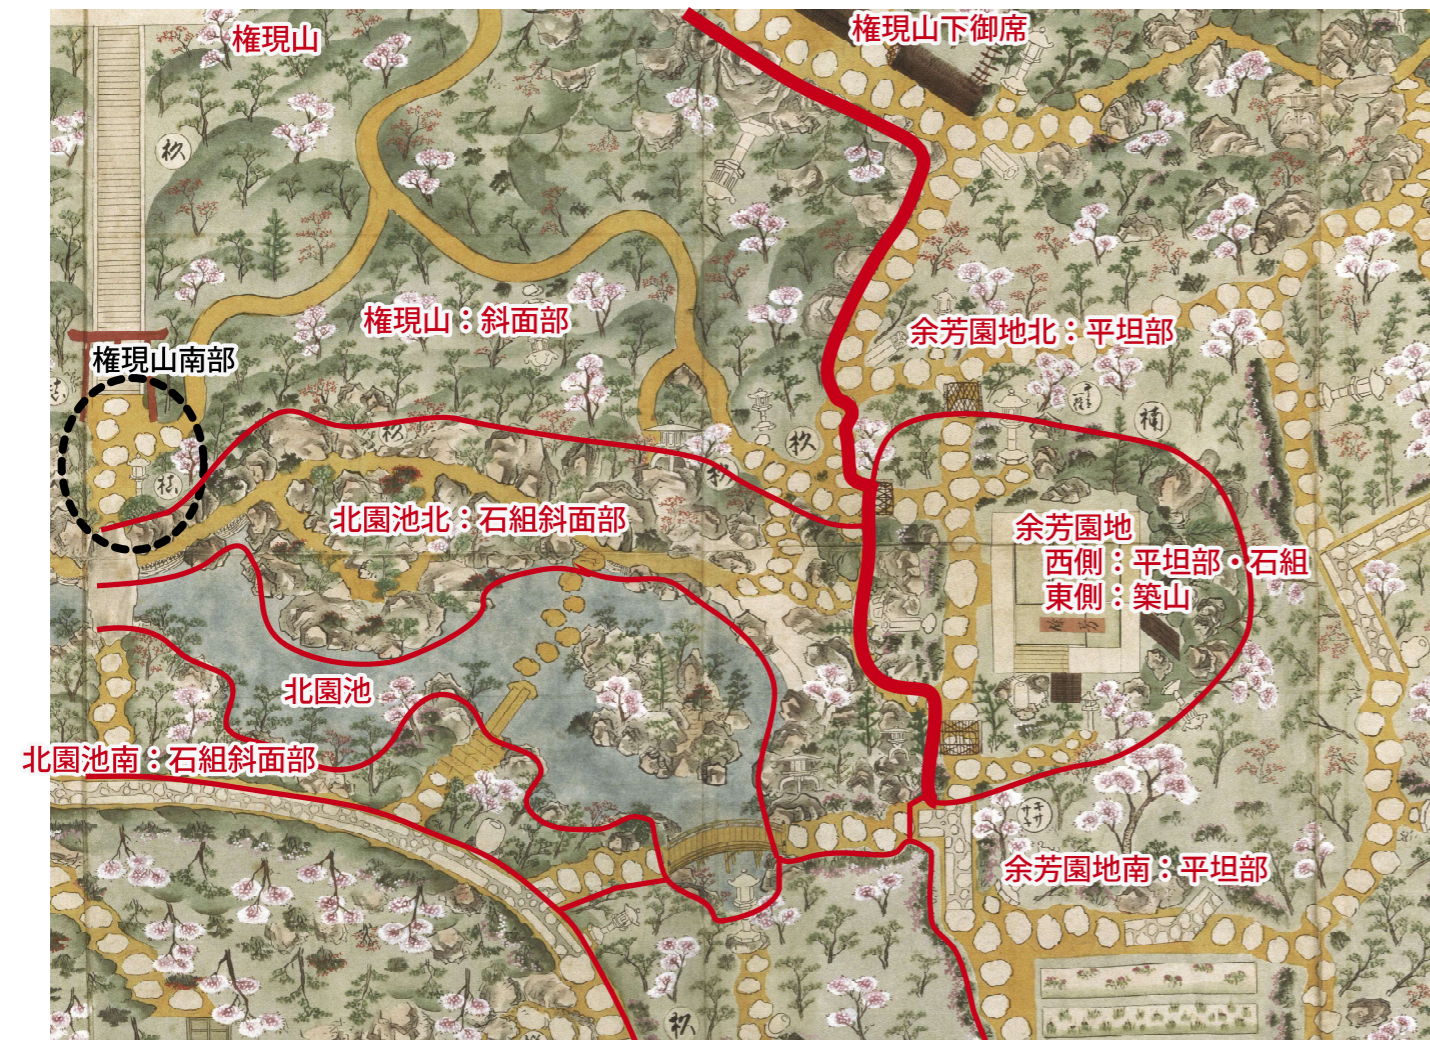 権現山
権現山下御席
権現山：斜面部
余芳園地北：平坦部
権現山南部
北園池北：石組斜面部
余芳園地
西側：平坦部・石組
東側：築山
北園池
北園池南：石組斜面部
余芳園地南：平坦部